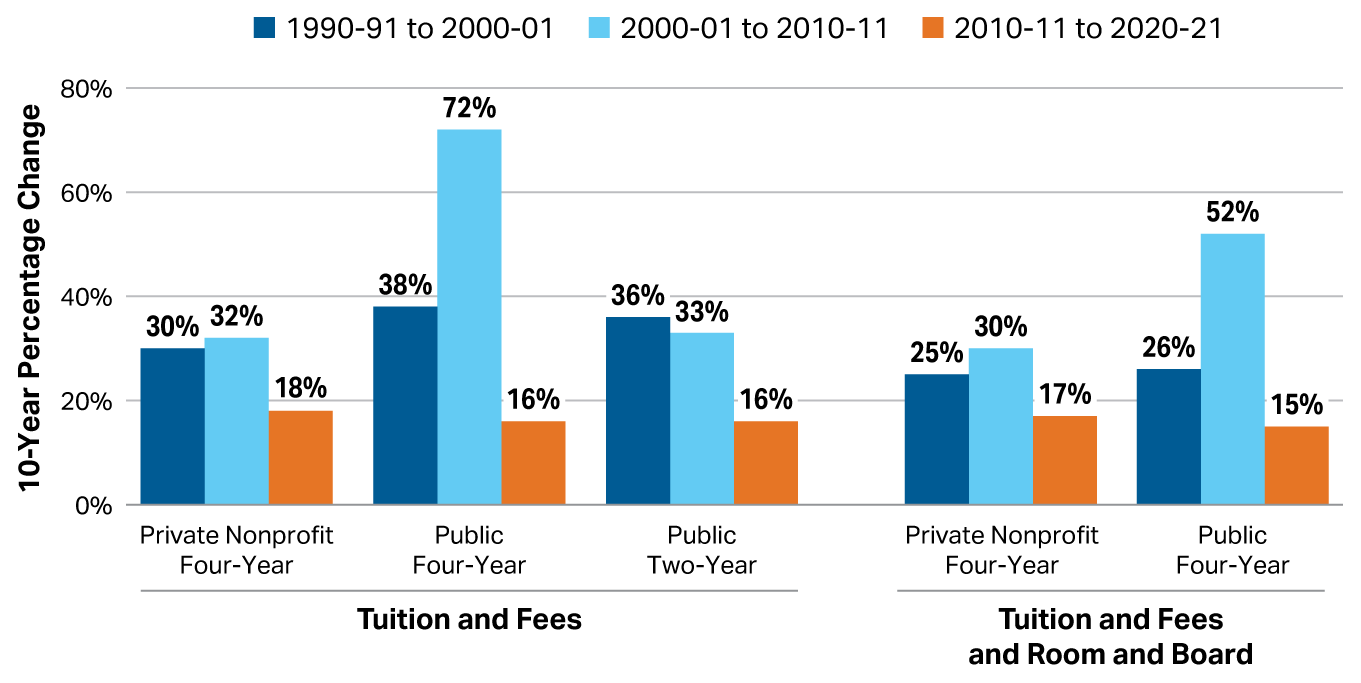 1990-91 to 2000-01 2000-01 to 2010-11 2010-11 to 2020-21
10-Year Percentage Change
80%
60%
40%
20%
0%
30% 32% 18%
38% 72% 16%
36% 33% 16%
25% 30% 17%
26% 52% 15%
Private Nonprofit
Four-Year
Public
Four-Year
Public
Two-Year
Private Nonprofit
Four-Year
Public
Four-Year
Tuition and Fees
Tuition and Fees
and Room and Board